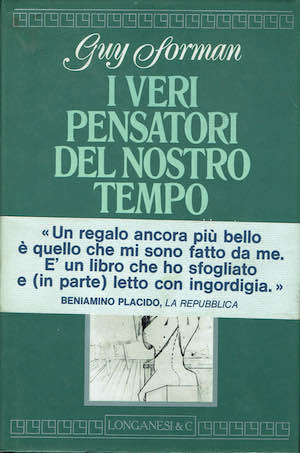 Guy Sorman
I VERI
PENSATORI
DEL NOSTRO
TEMPO
«Un regalo ancora più bello
è quello che mi sono fatto da me.
E' un libro che ho sfogliato
e (in parte) letto con ingordigia.»
BENIAMINO PLACIDO, LA REPUBBLICA
LONGANESI & C